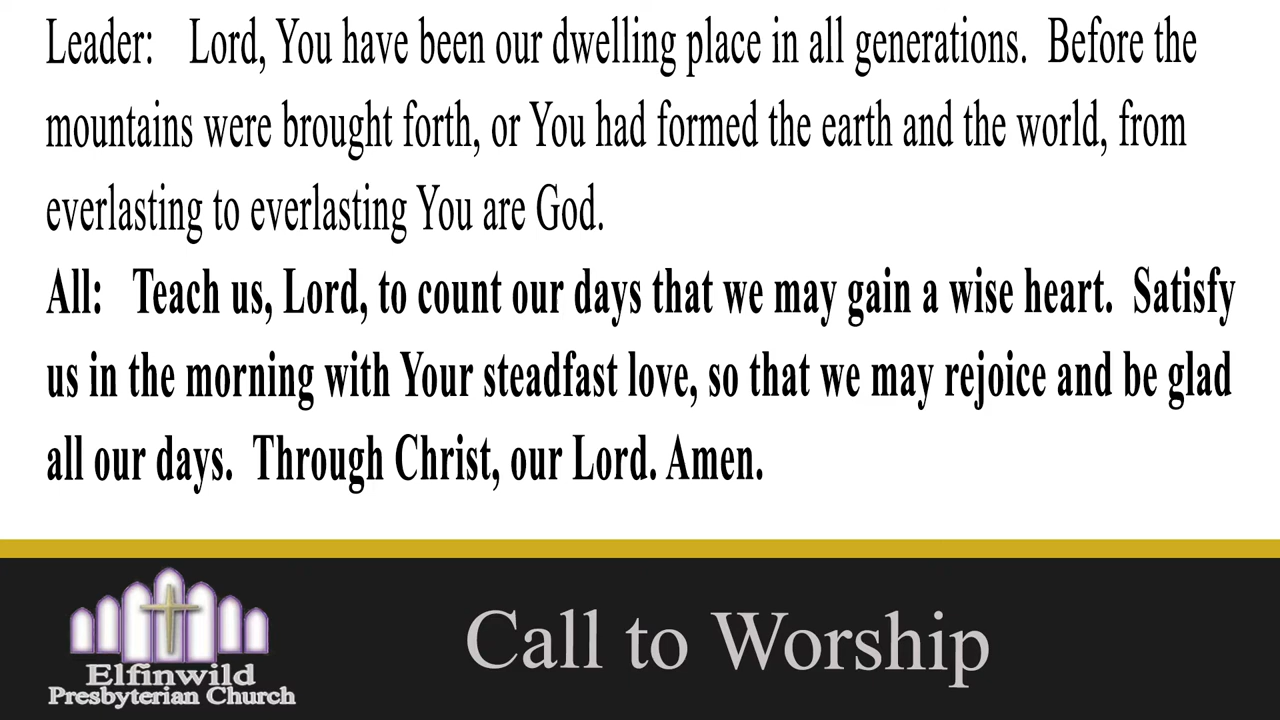 Leader: Lord, You have been our dwelling place in all generations. Before the
mountains were brought forth, or You had formed the earth and the world, from
everlasting to everlasting You are God.
All: Teach us, Lord, to count our days that we may gain a wise heart. Satisfy
us in the morning with Your steadfast love, so that we may rejoice and be glad
all our days. Through Christ, our Lord. Amen.
Elfinwild
Presbyterian Church
Call to Worship